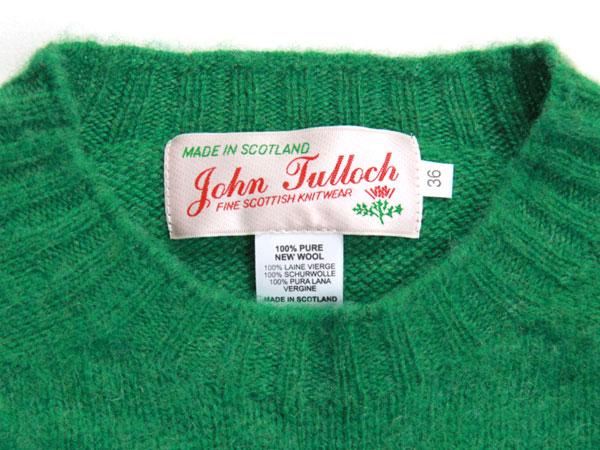 MADE IN SCOTLAND
John Tulloch
FINE SCOTTISH KNITWEAR
36
100% PURE
NEW WOOL
100% LAINE VIERGE
100% SCHURWOLLE
100% PURA LANA
VERGINE
MADE IN SCOTLAND